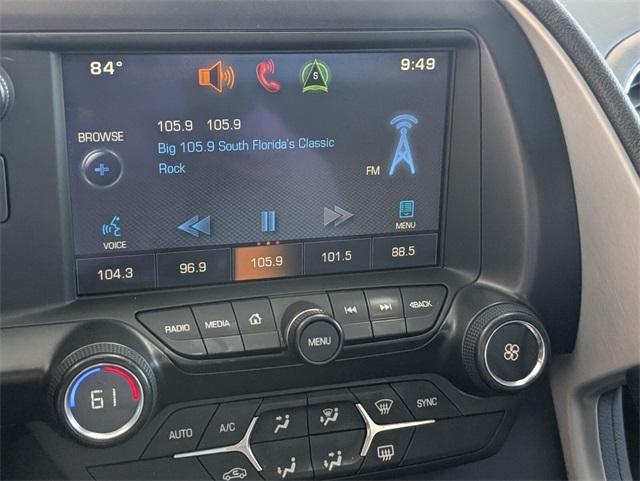 84°
9:49
S
BROWSE
105.9 105.9
Big 105.9 South Florida's Classic
Rock
FM
VOICE
MENU
104.3 96.9 105.9 101.5 88.5
RADIO MEDIA BACK
MENU
61
AUTO A/C SYNC